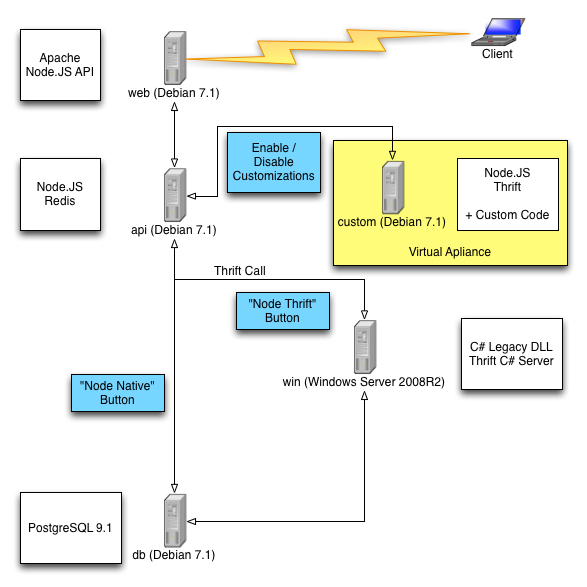 Apache
Node.JS API
web (Debian 7.1)
Client
Enable /
Disable
Customizations
Node.JS
Redis
api (Debian 7.1)
custom (Debian 7.1)
Node.JS
Thrift
+ Custom Code
Virtual Apliance
Thrift Call
"Node Thrift"
Button
win (Windows Server 2008R2)
C# Legacy DLL
Thrift C# Server
"Node Native"
Button
PostgreSQL 9.1
db (Debian 7.1)